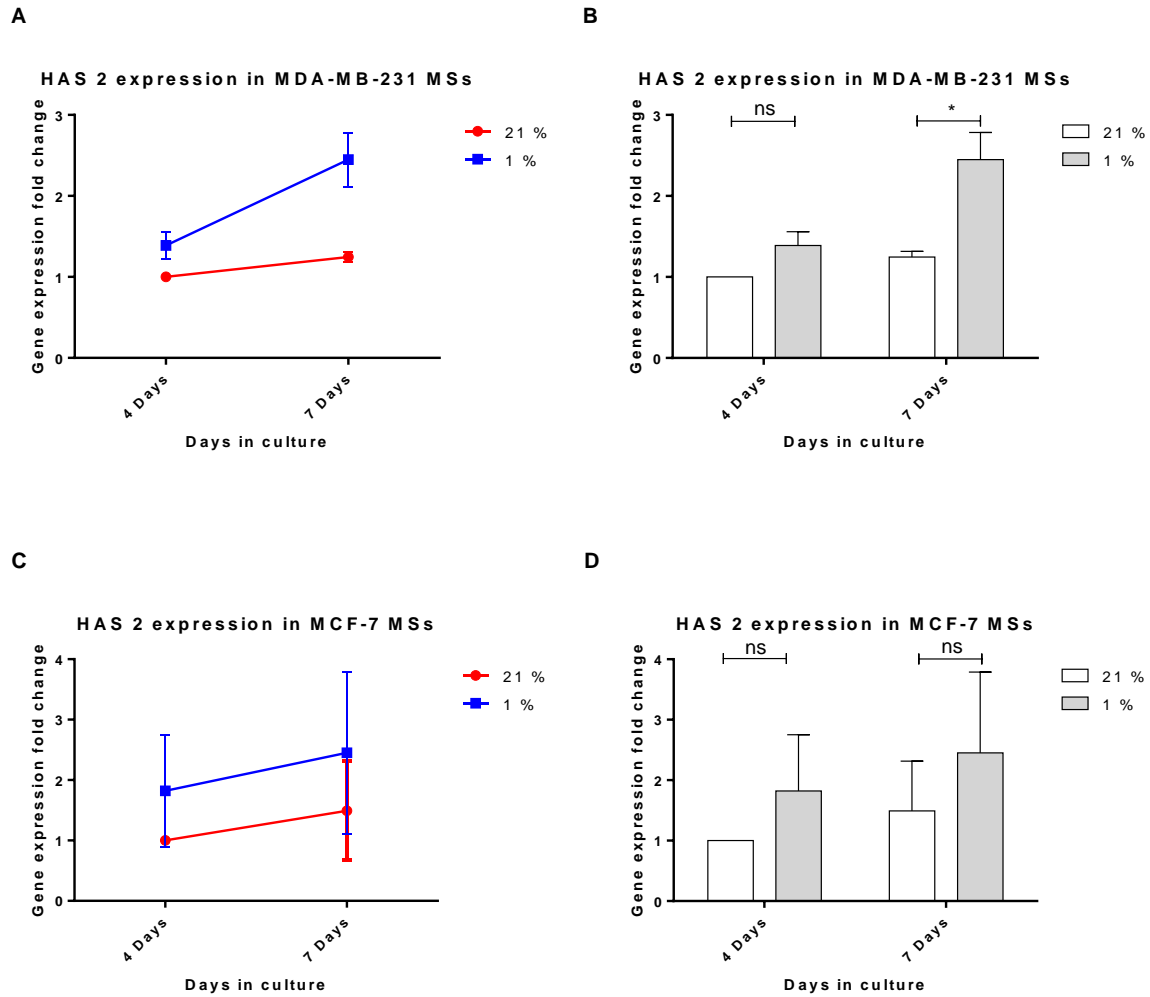 A
HAS 2 expression in MDA-MB-231 MSs
Gene expression fold change
3
2
1
0
4 Days
7 Days
Days in culture
21 %
1 %
B
HAS 2 expression in MDA-MB-231 MSs
Gene expression fold change
3
2
1
0
ns
*
4 Days
7 Days
Days in culture
21 %
1 %
C
HAS 2 expression in MCF-7 MSs
Gene expression fold change
4
3
2
1
0
4 Days
7 Days
Days in culture
21 %
1 %
D
HAS 2 expression in MCF-7 MSs
Gene expression fold change
4
3
2
1
0
ns
ns
4 Days
7 Days
Days in culture
21 %
1 %